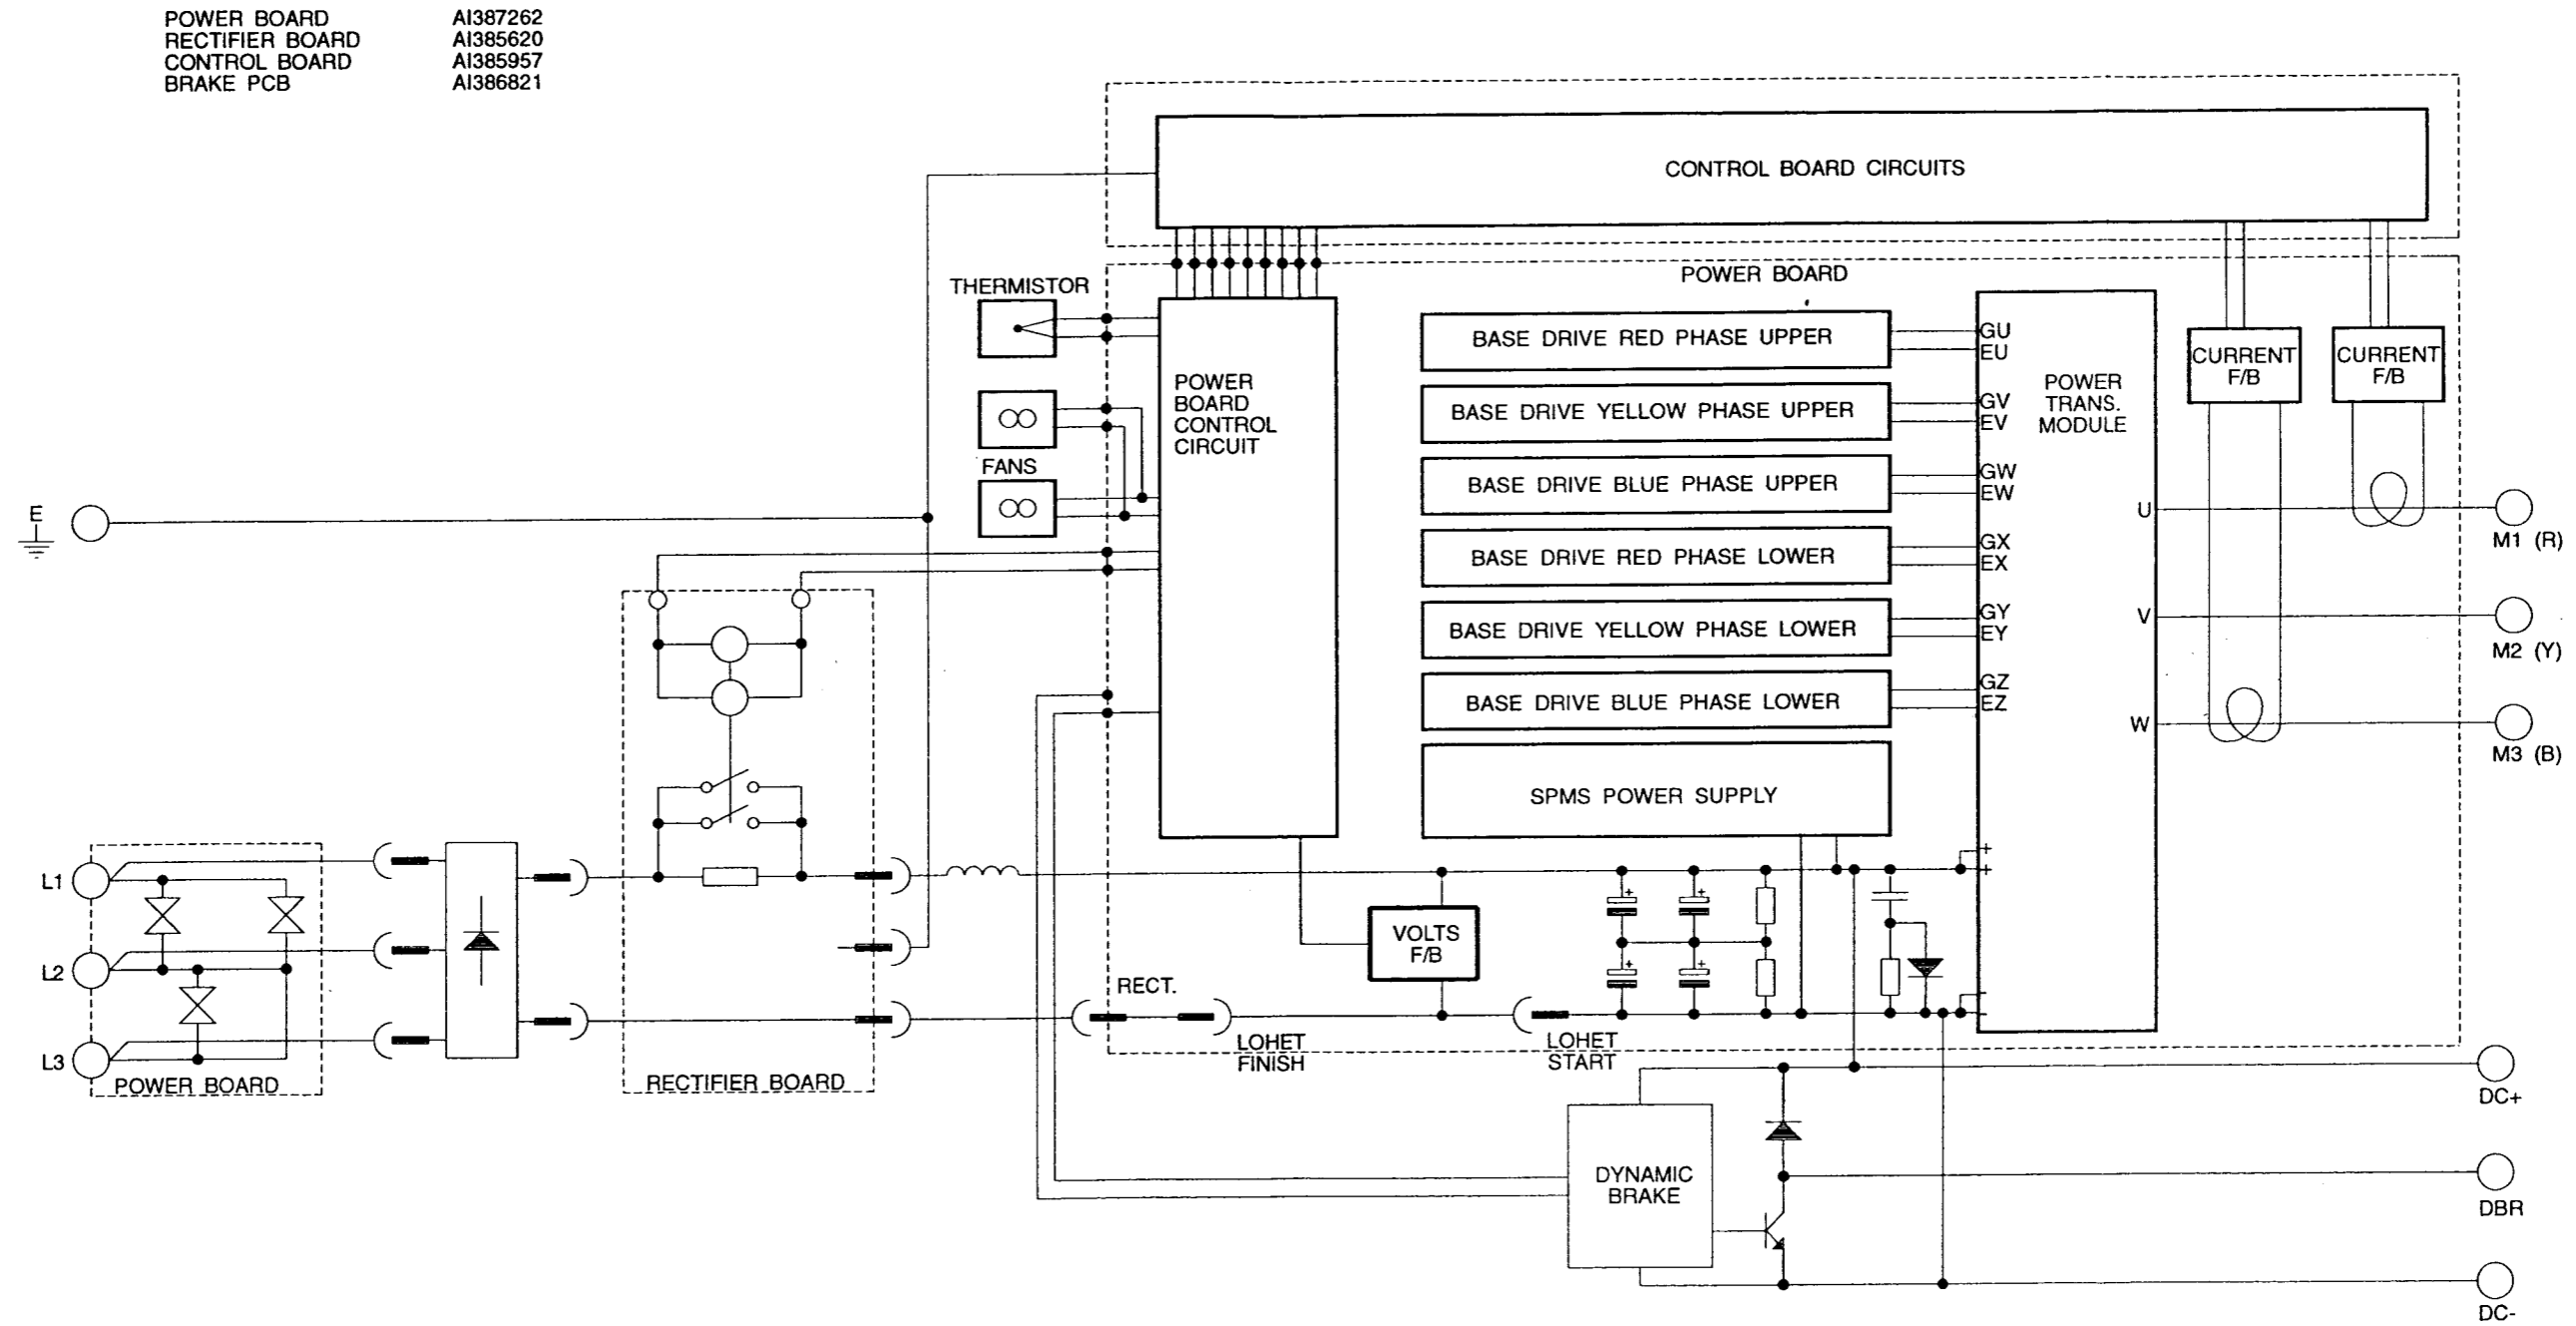 POWER BOARD AI387262
RECTIFIER BOARD AI385620
CONTROL BOARD AI385957
BRAKE PCB AI386821
CONTROL BOARD CIRCUITS
POWER BOARD
THERMISTOR
FANS
POWER
BOARD
CONTROL
CIRCUIT
BASE DRIVE RED PHASE UPPER
BASE DRIVE YELLOW PHASE UPPER
BASE DRIVE BLUE PHASE UPPER
BASE DRIVE RED PHASE LOWER
BASE DRIVE YELLOW PHASE LOWER
BASE DRIVE BLUE PHASE LOWER
SPMS POWER SUPPLY
GU
EU
GV
EV
GW
EW
GX
EX
GY
EY
GZ
EZ
POWER
TRANS.
MODULE
U
V
W
+
+
-
-
CURRENT
F/B
CURRENT
F/B
M1 (R)
M2 (Y)
M3 (B)
E
L1
L2
L3
POWER BOARD
RECTIFIER BOARD
VOLTS
F/B
+
+
+
+
RECT.
LOHET
FINISH
LOHET
START
DYNAMIC
BRAKE
DC+
DBR
DC-